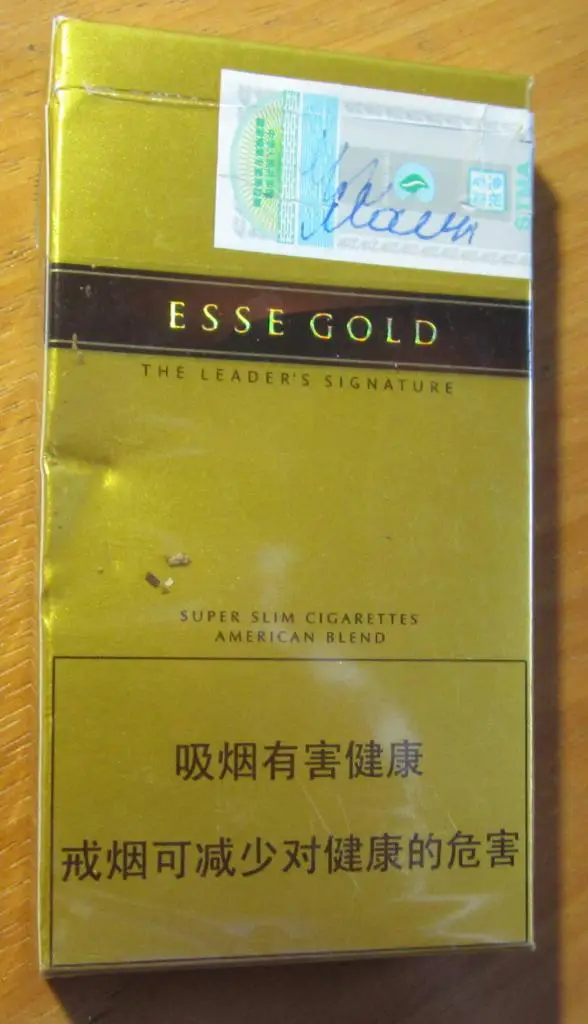 STMA
ESSE GOLD
THE LEADER'S SIGNATURE
SUPER SLIM CIGARETTES
AMERICAN BLEND
吸烟有害健康
戒烟可减少对健康的危害